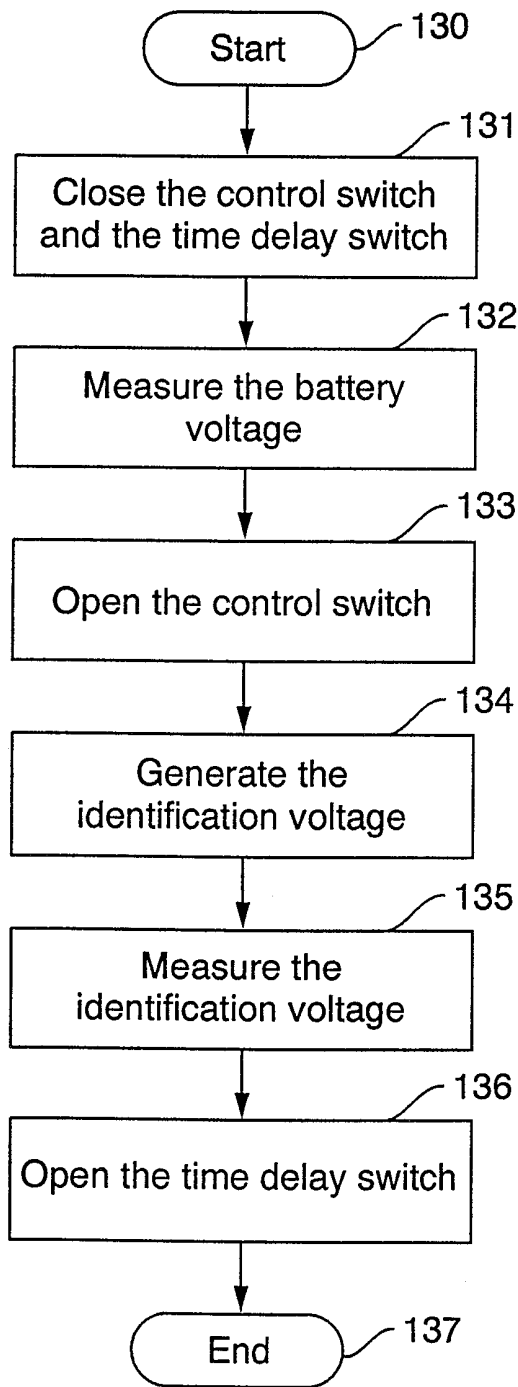 Start
130
131
Close the control switch
and the time delay switch
132
Measure the battery
voltage
133
Open the control switch
134
Generate the
identification voltage
135
Measure the
identification voltage
136
Open the time delay switch
End
137